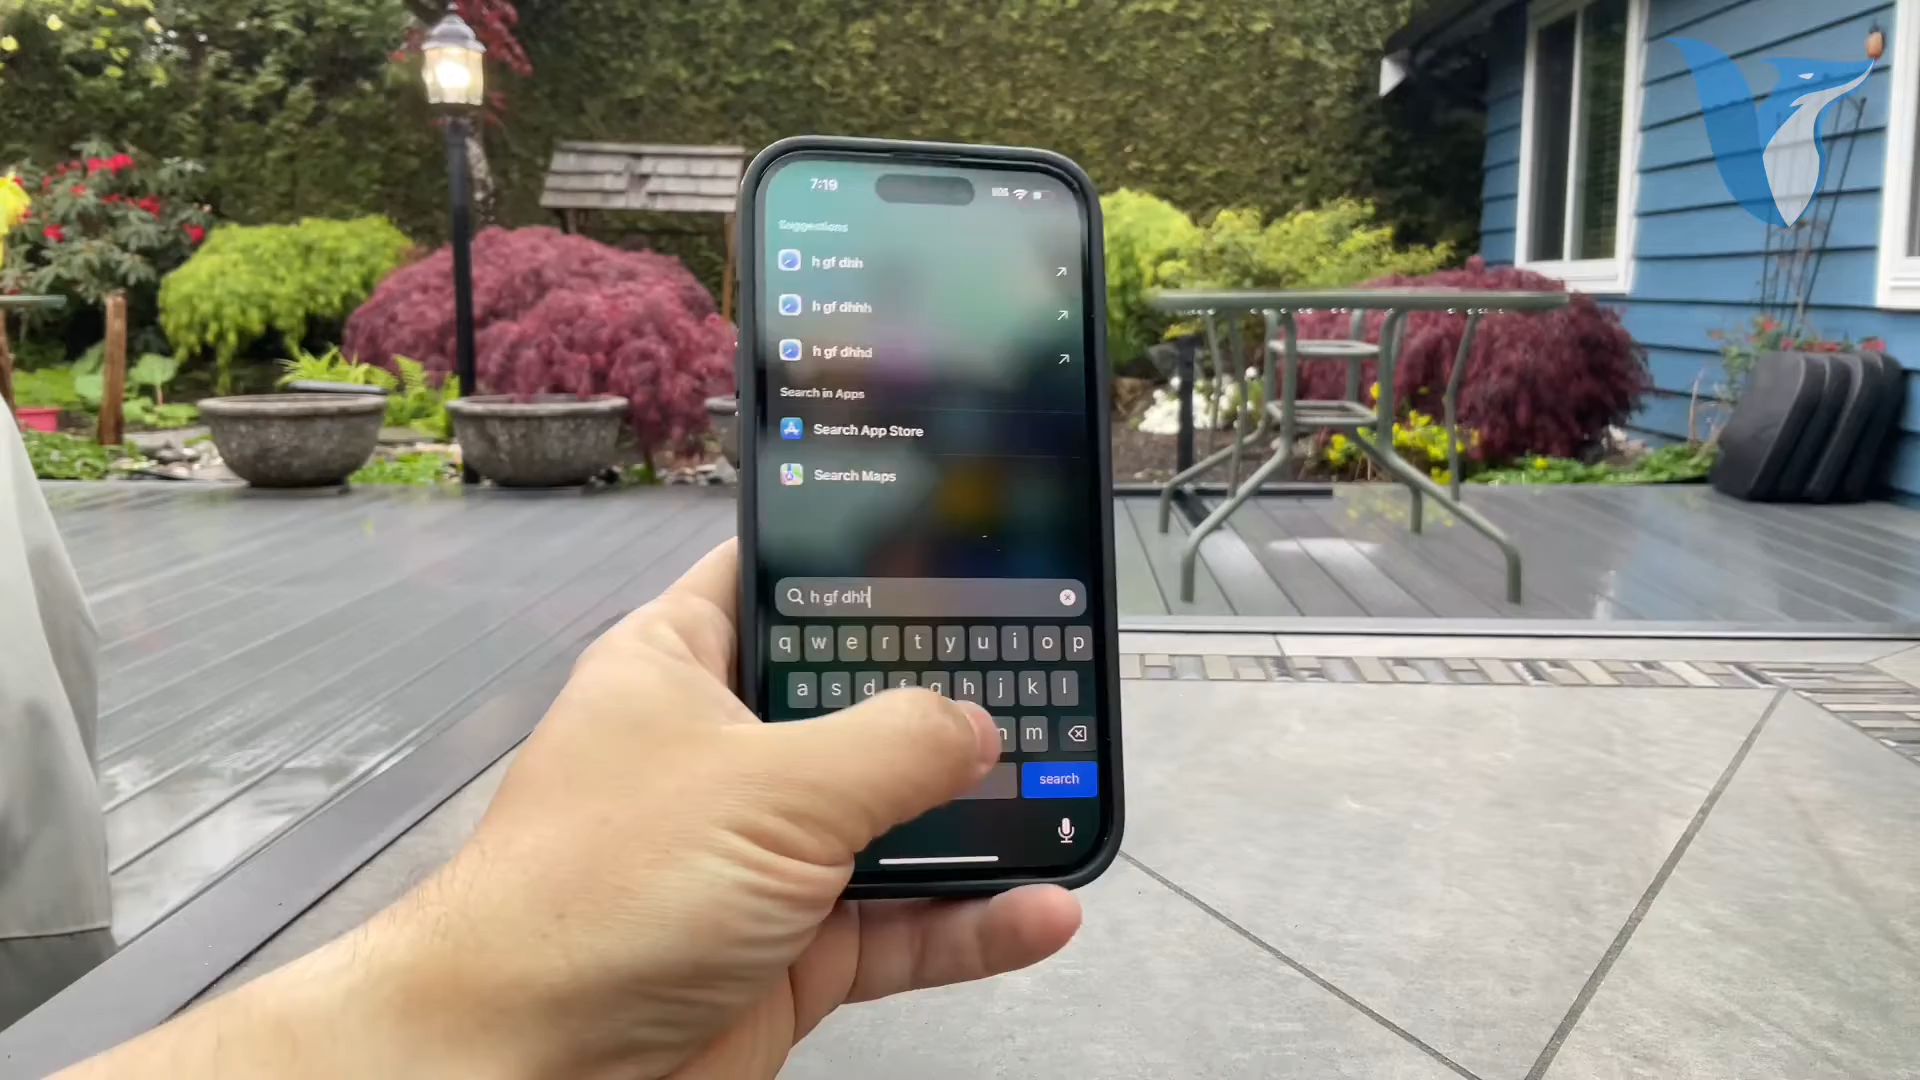 7:19
SOS
Suggestions
h gf dhh
h gf dhhh
h gf dhhd
Search in Apps
Search App Store
Search Maps
h gf dhh
q w e r t y u i o p
a s d f g h j k l
n m
search